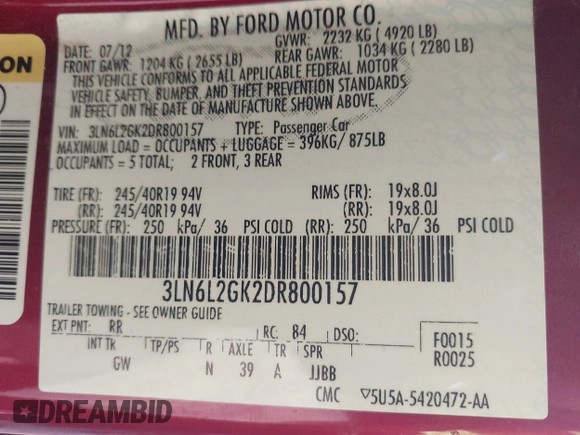 MFD. BY FORD MOTOR CO.
DATE: 07/12 GVWR: 2232 KG ( 4920 LB)
FRONT GAWR: 1204 KG ( 2655 LB) REAR GAWR: 1034 KG ( 2280 LB)
THIS VEHICLE CONFORMS TO ALL APPLICABLE FEDERAL MOTOR
VEHICLE SAFETY, BUMPER, AND THEFT PREVENTION STANDARDS
IN EFFECT ON THE DATE OF MANUFACTURE SHOWN ABOVE.
VIN: 3LN6L2GK2DR800157 TYPE: Passenger Car
MAXIMUM LOAD = OCCUPANTS + LUGGAGE = 396KG/ 875LB
OCCUPANTS = 5 TOTAL; 2 FRONT, 3 REAR
TIRE (FR): 245/40R19 94V RIMS (FR): 19x8.0J
(RR): 245/40R19 94V (RR): 19x8.0J
PRESSURE (FR): 250 kPa/ 36 PSI COLD (RR): 250 kPa/ 36 PSI COLD
3LN6L2GK2DR800157
TRAILER TOWING - SEE OWNER GUIDE
EXT PNT: RR RC: 84 DSO: F0015
INT TK TP/PS R AXLE TR SPR R0025
GW N 39 A JJBB
CMC ▽5U5A-5420472-AA
ON
DREAMBID